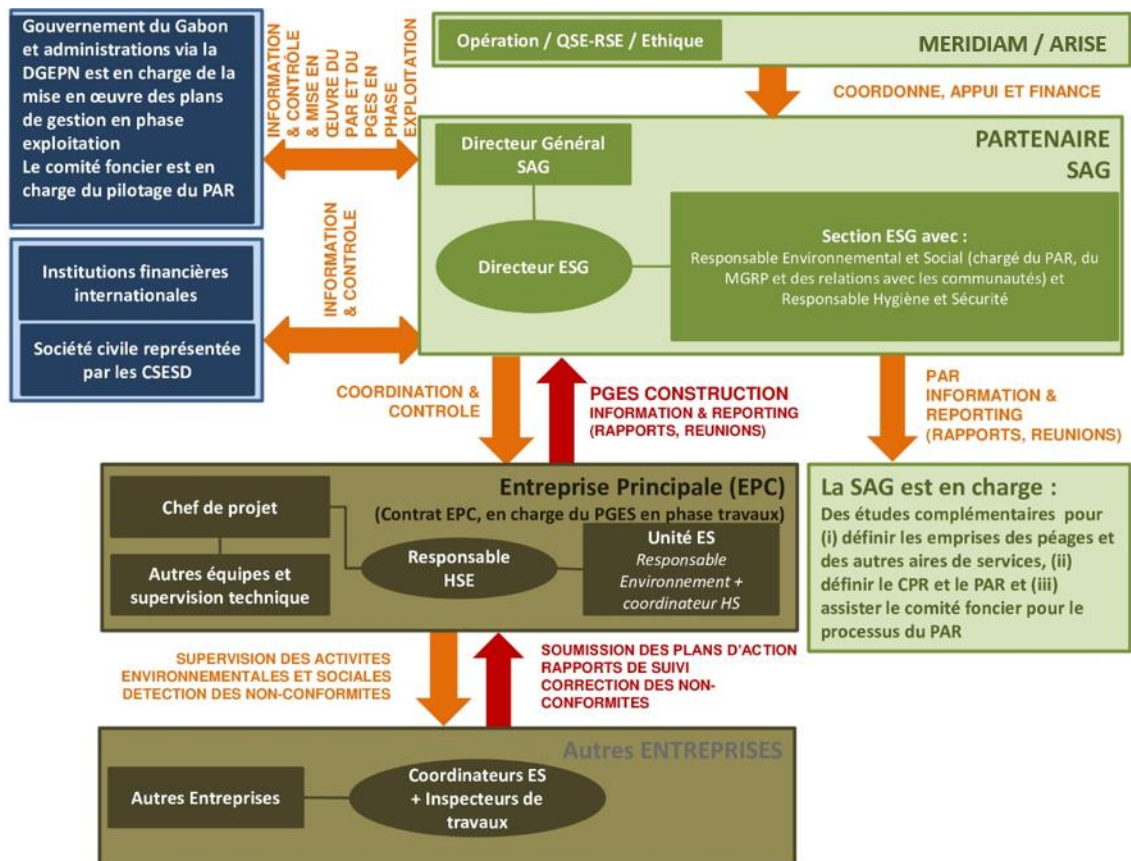 Gouvernement du Gabon
et administrations via la
DGEPN est en charge de la
mise en œuvre des plans
de gestion en phase
exploitation
Le comité foncier est en
charge du pilotage du PAR
INFORMATION
& CONTRÔLE
& MISE EN
ŒUVRE DU
PAR ET DU
PGES EN
PHASE
EXPLOITATION
Opération / QSE-RSE / Ethique
MERIDIAM / ARISE
COORDONNE, APPUI ET FINANCE
PARTENAIRE
SAG
Directeur Général
SAG
Directeur ESG
Section ESG avec :
Responsable Environnemental et Social (chargé du PAR, du
MGRP et des relations avec les communautés) et
Responsable Hygiène et Sécurité
Institutions financières
internationales
Société civile représentée
par les CSESD
INFORMATION
& CONTROLE
COORDINATION &
CONTROLE
PGES CONSTRUCTION
INFORMATION & REPORTING
(RAPPORTS, REUNIONS)
PAR
INFORMATION &
REPORTING
(RAPPORTS, REUNIONS)
Entreprise Principale (EPC)
(Contrat EPC, en charge du PGES en phase travaux)
Chef de projet
Autres équipes et
supervision technique
Responsable
HSE
Unité ES
Responsable
Environnement +
coordinateur HS
La SAG est en charge :
Des études complémentaires pour
(i) définir les emprises des péages et
des autres aires de services, (ii)
définir le CPR et le PAR et (iii)
assister le comité foncier pour le
processus du PAR
SUPERVISION DES ACTIVITES
ENVIRONNEMENTALES ET SOCIALES
DETECTION DES NON-CONFORMITES
SOUMISSION DES PLANS D'ACTION
RAPPORTS DE SUIVI
CORRECTION DES NON-
CONFORMITES
Autres ENTREPRISES
Autres Entreprises
Coordinateurs ES
+ Inspecteurs de
travaux